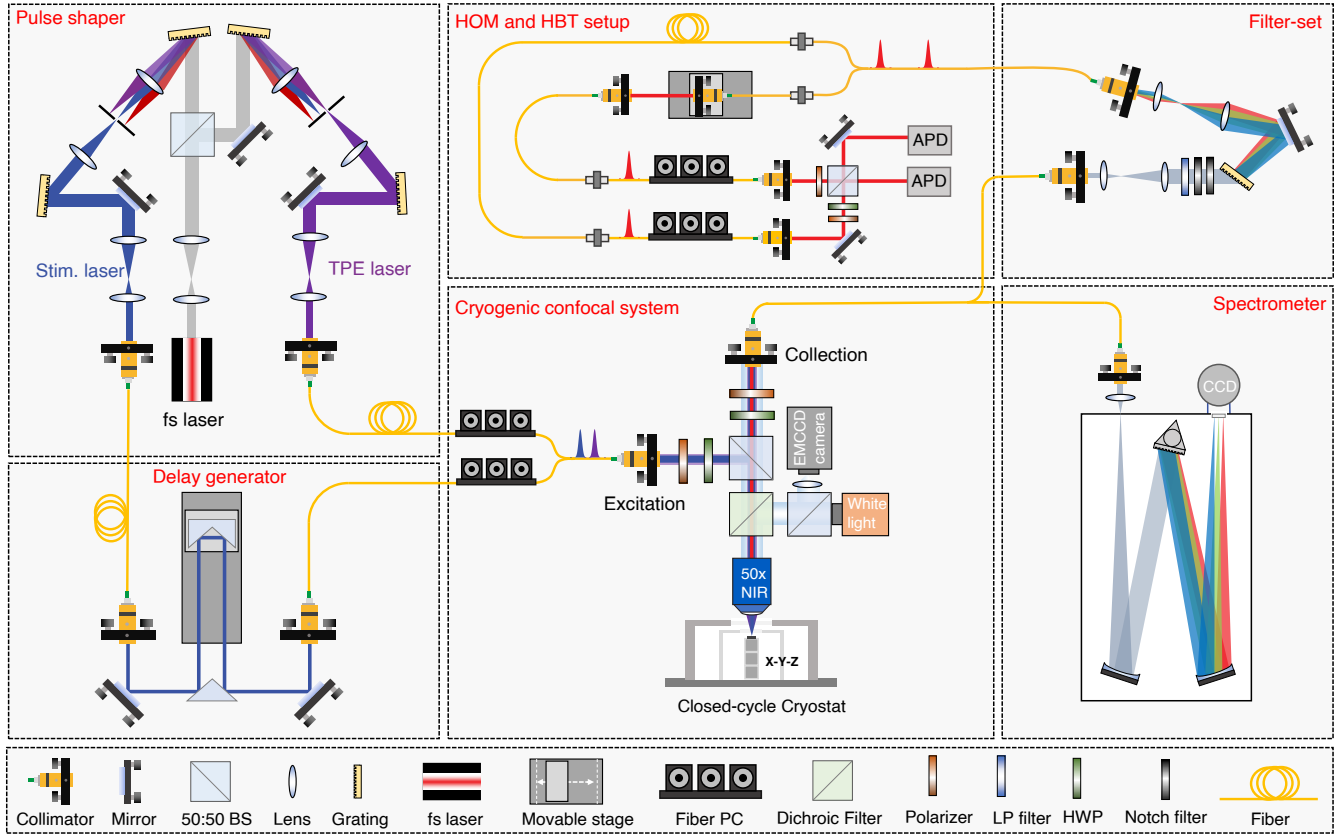 Pulse shaper
Stim. laser
TPE laser
fs laser
Delay generator
HOM and HBT setup
APD
APD
Cryogenic confocal system
Collection
Excitation
EMCCD
camera
White
light
50x
NIR
X-Y-Z
Closed-cycle Cryostat
Filter-set
Spectrometer
CCD
Collimator
Mirror
50:50 BS
Lens
Grating
fs laser
Movable stage
Fiber PC
Dichroic Filter
Polarizer
LP filter
HWP
Notch filter
Fiber